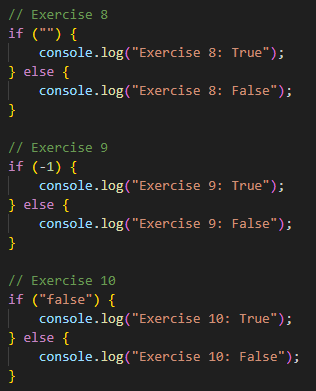 // Exercise 8
if ("") {
    console.log("Exercise 8: True");
} else {
    console.log("Exercise 8: False");
}

// Exercise 9
if (-1) {
    console.log("Exercise 9: True");
} else {
    console.log("Exercise 9: False");
}

// Exercise 10
if ("false") {
    console.log("Exercise 10: True");
} else {
    console.log("Exercise 10: False");
}